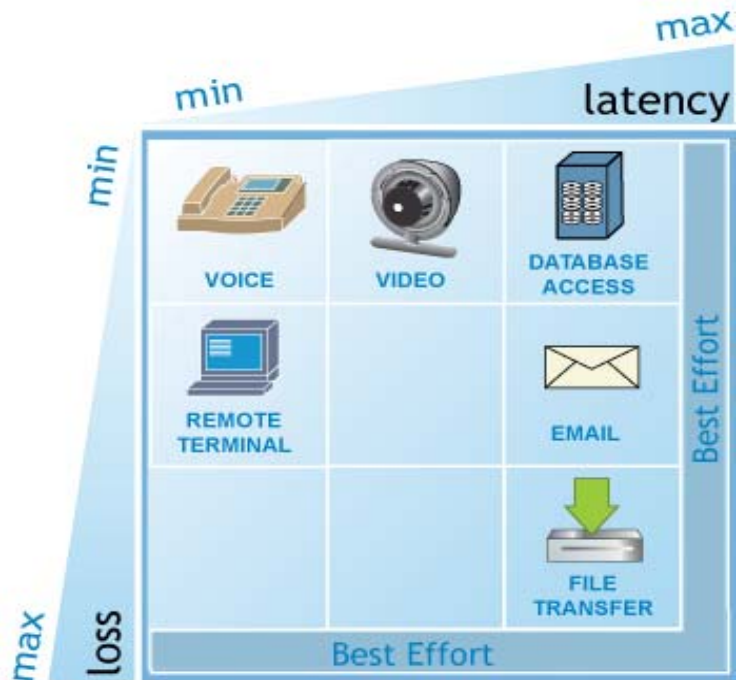 max
min
latency
min
VOICE
VIDEO
DATABASE
ACCESS
REMOTE
TERMINAL
EMAIL
Best Effort
FILE
TRANSFER
max
loss
Best Effort